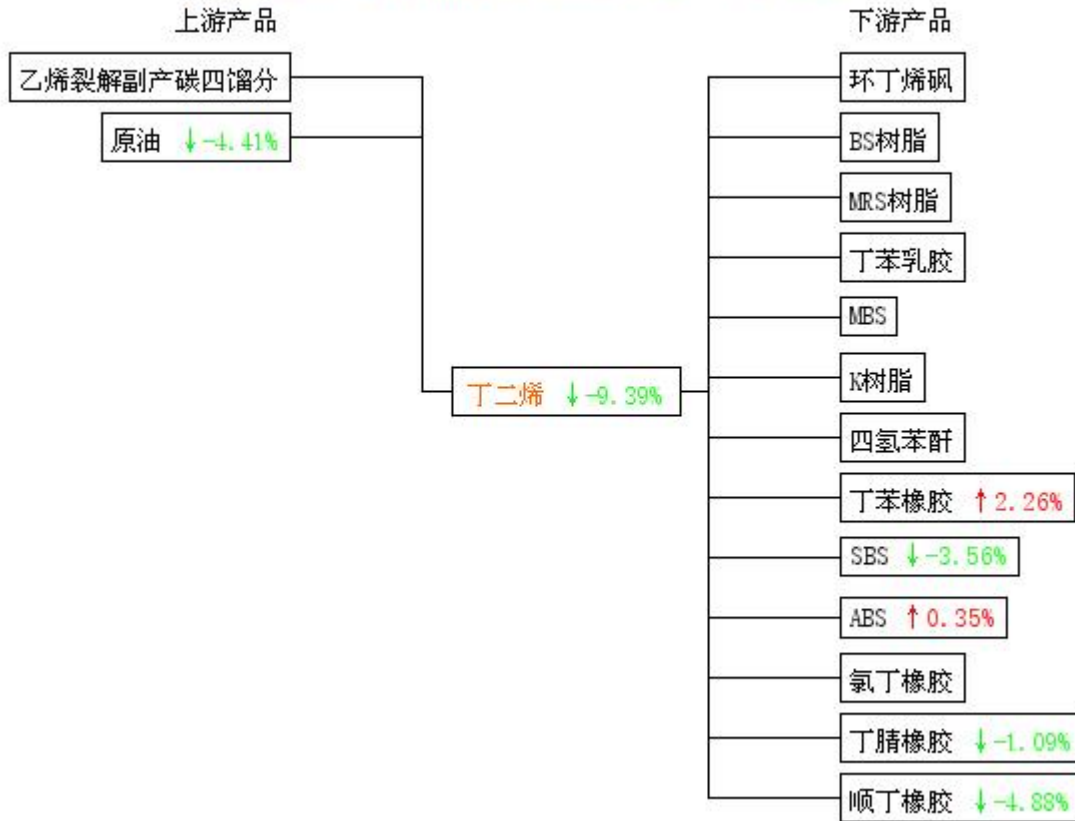 上游产品
下游产品
乙烯裂解副产碳四馏分
原油 ↓-4.41%
丁二烯 ↓-9.39%
环丁烯砜
BS树脂
MRS树脂
丁苯乳胶
MBS
K树脂
四氢苯酐
丁苯橡胶 ↑2.26%
SBS ↓-3.56%
ABS ↑0.35%
氯丁橡胶
丁腈橡胶 ↓-1.09%
顺丁橡胶 ↓-4.88%